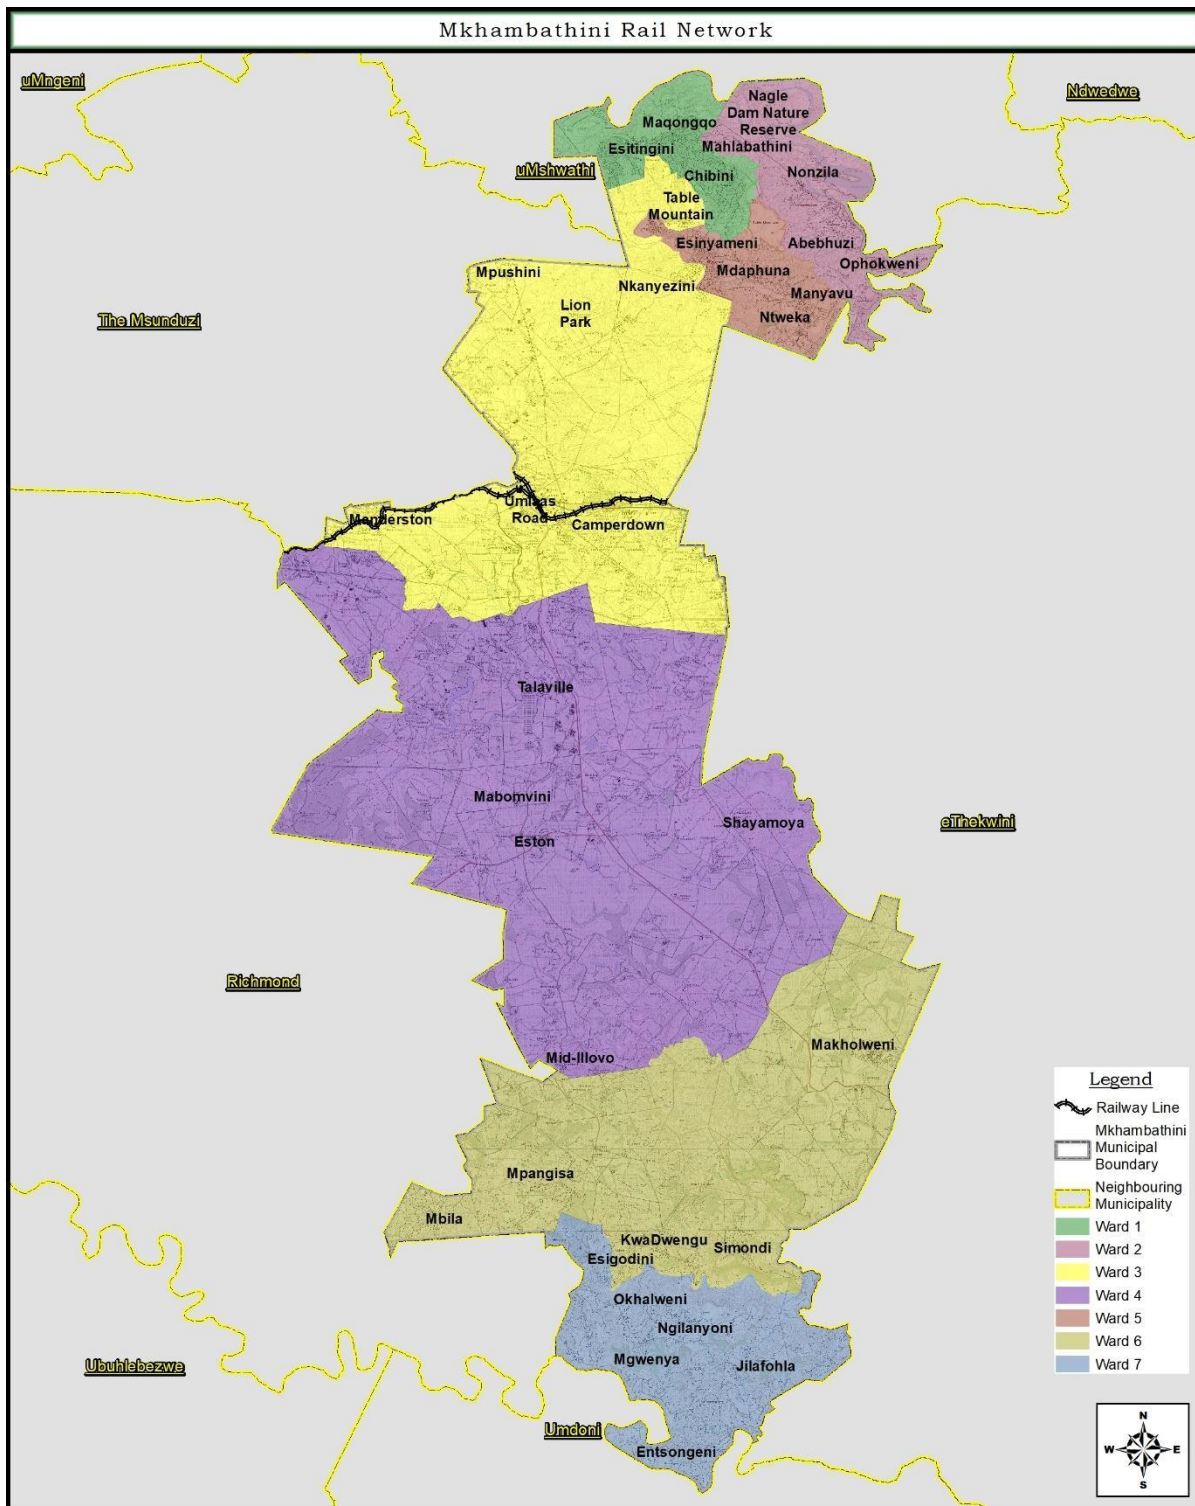 Mkhambathini Rail Network
uMngeni
Ndwedwe
Nagle
Dam Nature
Reserve
Maqongqo
Mahlabathini
Esitingini
uMshwathi
Chibini
Nonzila
Table
Mountain
Esinyameni
Abebhuzi
Ophokweni
Mpushini
Mdaphuna
Nkanyezini
Manyavu
Lion
Park
Ntweka
The Msunduzi
Umlaas
Road
Manderston
Camperdown
Talaville
Mabomvini
Shayamoya
eThekwini
Eston
Richmond
Makholweni
Mid-Illovo
Mpangisa
Mbila
KwaDwengu
Simondi
Esigodini
Okhalweni
Ngilanyoni
Mgwenya
Jilafohla
Ubuhlebezwe
Umdoni
Entsongeni
Legend
Railway Line
Mkhambathini
Municipal
Boundary
Neighbouring
Municipality
Ward 1
Ward 2
Ward 3
Ward 4
Ward 5
Ward 6
Ward 7
N
W
E
S